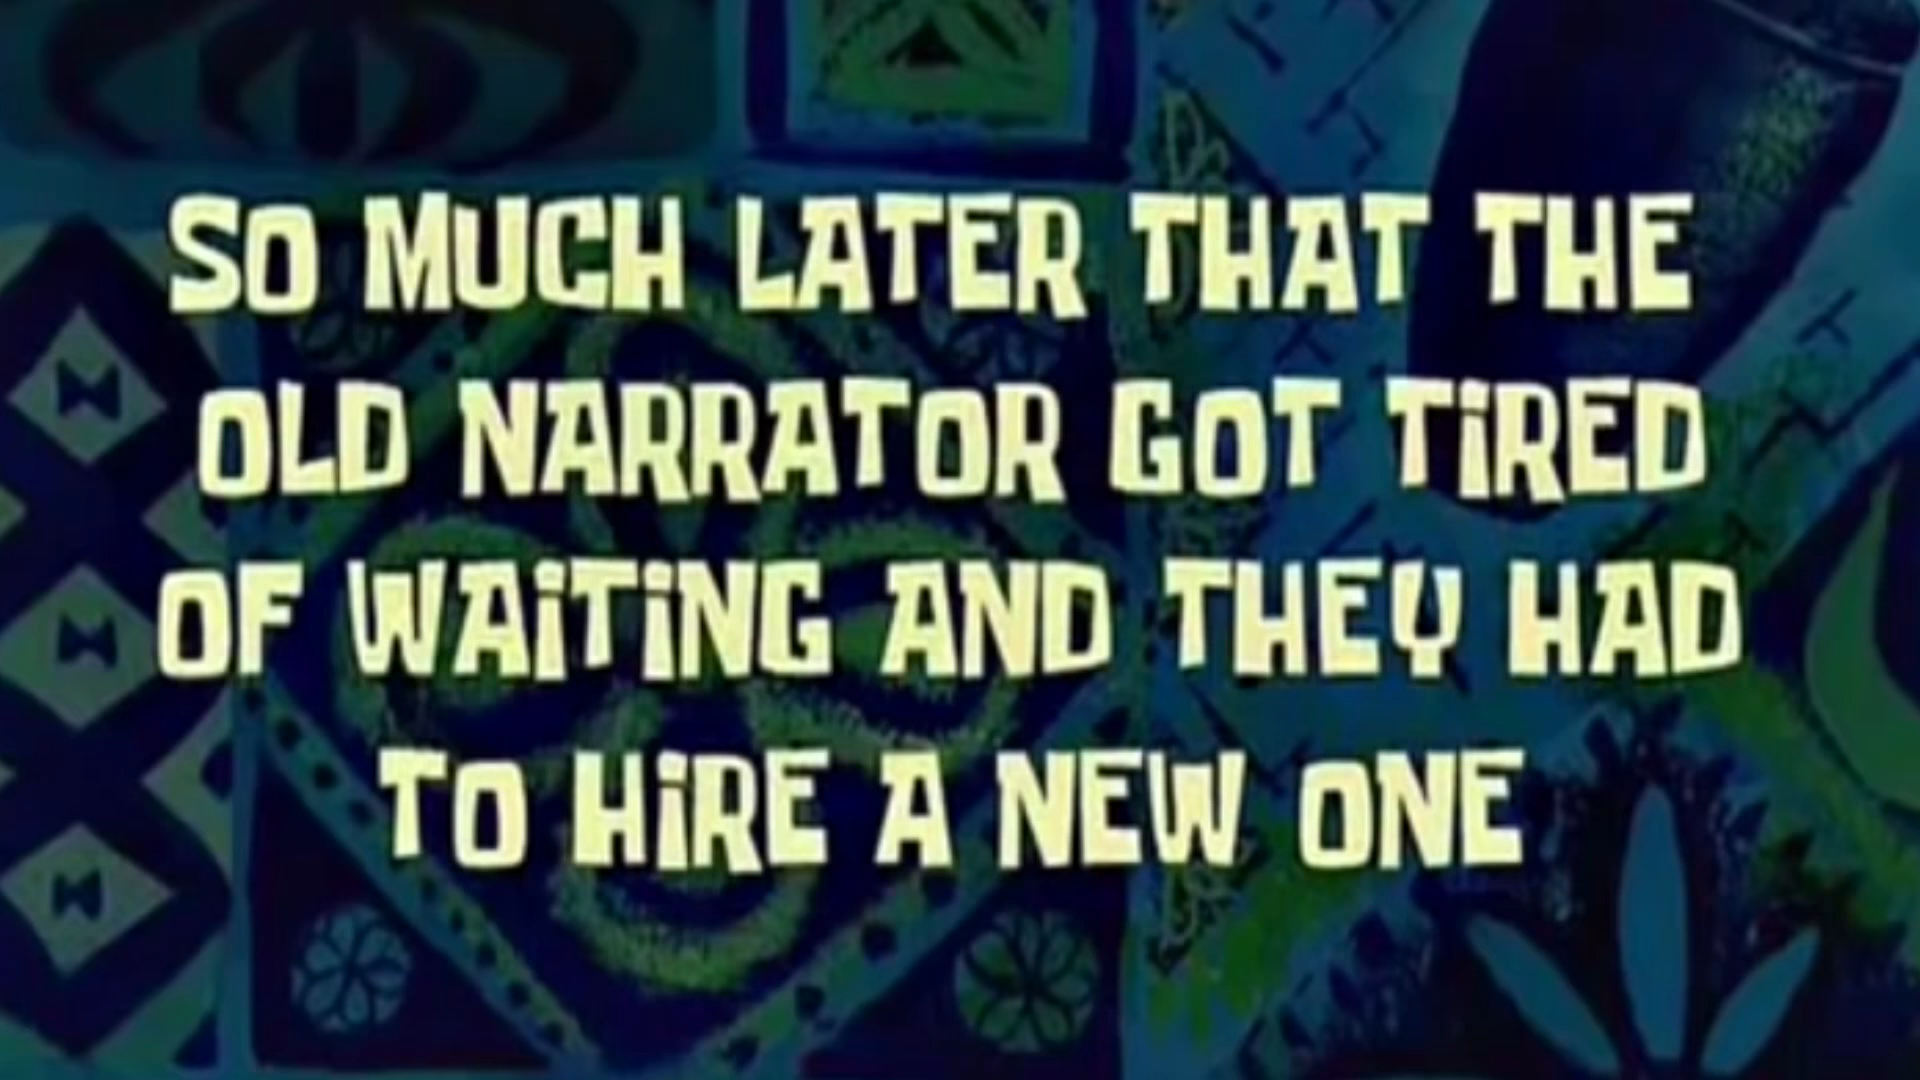 SO MUCH LATER THAT THE
OLD NARRATOR GOT TiRED
OF WAiTiNG AND THEY HAD
TO HiRE A NEW ONE